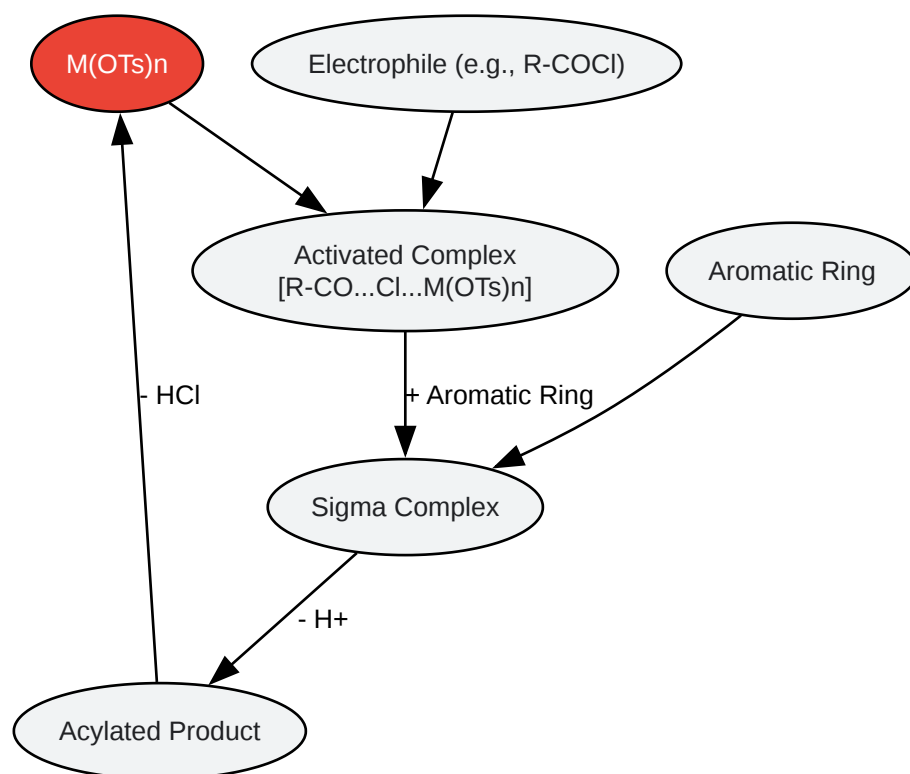 M(OTs)n
Electrophile (e.g., R-COCl)
Activated Complex
[R-CO...Cl...M(OTs)n]
Aromatic Ring
- HCl
+ Aromatic Ring
Sigma Complex
- H+
Acylated Product